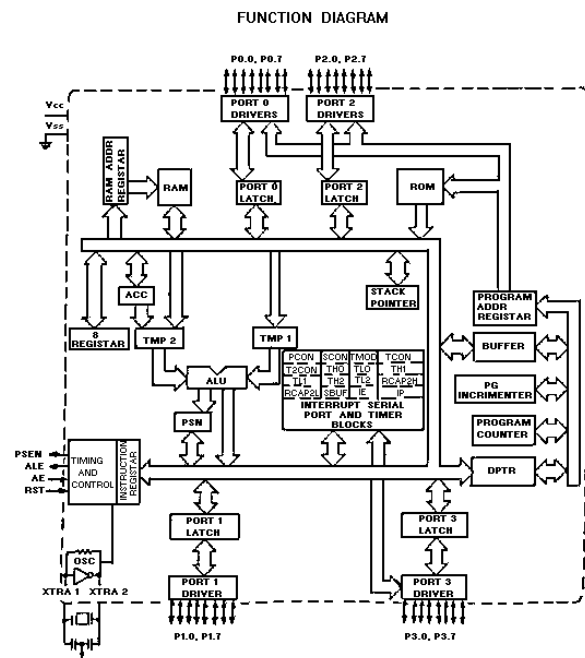 FUNCTION DIAGRAM
P0.0, P0.7
P2.0, P2.7
Vcc
Vss
PORT 0
DRIVERS
PORT 2
DRIVERS
RAM ADDR
REGISTAR
RAM
PORT 0
LATCH
PORT 2
LATCH
ROM
ACC
STACK
POINTER
8
REGISTAR
TMP 2
TMP 1
PROGRAM
ADDR
REGISTAR
BUFFER
ALU
PCON SCON TMOD TCON
T2CON TH0 TL0 TH1
TL1 TH2 TL2 RCAP2H
RCAP2L SBUF IE IP
INTERRUPT SERIAL
PORT AND TIMER
BLOCKS
PG
INCRIMENTER
PSN
PROGRAM
COUNTER
PSEN
ALE
AE
RST
TIMING
AND
CONTROL
INSTRUCTION
REGISTAR
DPTR
PORT 1
LATCH
PORT 3
LATCH
OSC
XTRA 1 XTRA 2
PORT 1
DRIVER
PORT 3
DRIVER
P1.0, P1.7
P3.0, P3.7